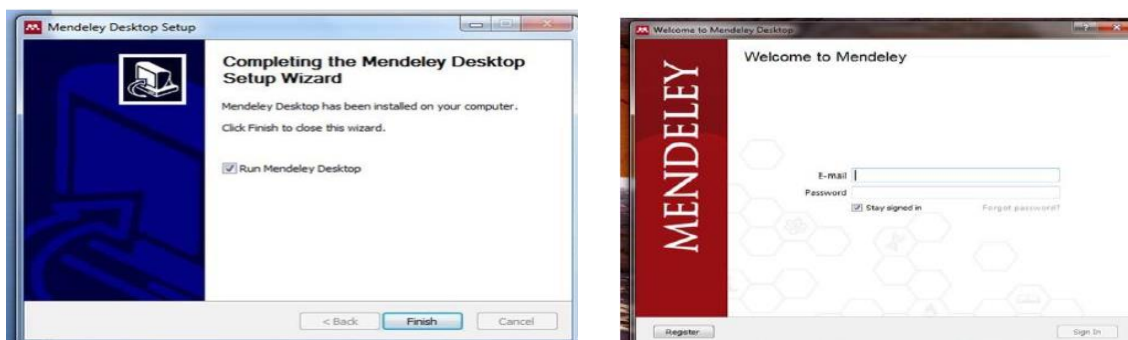 Mendeley Desktop Setup
Completing the Mendeley Desktop
Setup Wizard
Mendeley Desktop has been installed on your computer.
Click Finish to close this wizard.
Run Mendeley Desktop
< Back
Finish
Cancel
Welcome to Mendeley Desktop
Welcome to Mendeley
MENDELEY
E-mail
Password
Stay signed in
Forgot password?
Register
Sign In